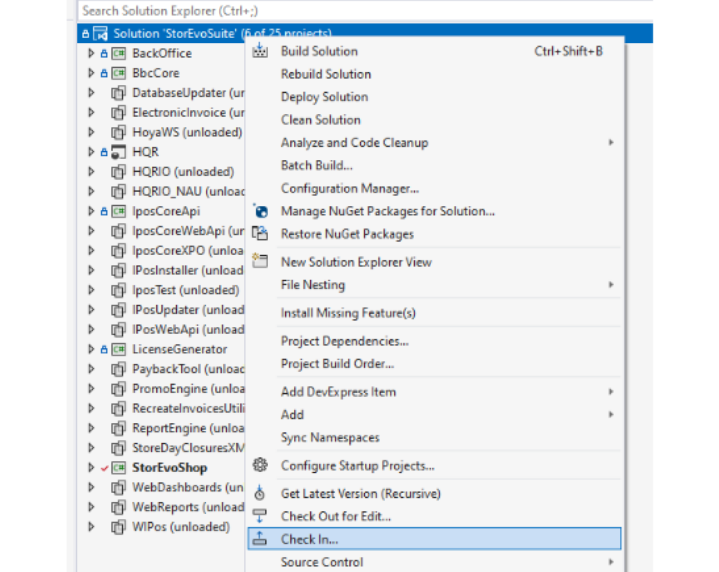 Search Solution Explorer (Ctrl+;)
Solution 'StorEvoSuite' (6 of 25 projects)
BackOffice
BbcCore
DatabaseUpdater (un
ElectronicInvoice (un
HoyaWS (unloaded)
HQR
HQRIO (unloaded)
HQRIO_NAU (unloac
IposCoreApi
IposCoreWebApi (ur
IposCoreXPO (unloa
IPosInstaller (unload
IposTest (unloaded)
IPosUpdater (unload
IPosWebApi (unload
LicenseGenerator
PaybackTool (unloac
PromoEngine (unloa
RecreateInvoicesUtili
ReportEngine (unloa
StoreDayClosuresXM
StorEvoShop
WebDashboards (un
WebReports (unload
WIPos (unloaded)
Build Solution Ctrl+Shift+B
Rebuild Solution
Deploy Solution
Clean Solution
Analyze and Code Cleanup
Batch Build...
Configuration Manager...
Manage NuGet Packages for Solution...
Restore NuGet Packages
New Solution Explorer View
File Nesting
Install Missing Feature(s)
Project Dependencies...
Project Build Order...
Add DevExpress Item
Add
Sync Namespaces
Configure Startup Projects...
Get Latest Version (Recursive)
Check Out for Edit...
Check In...
Source Control